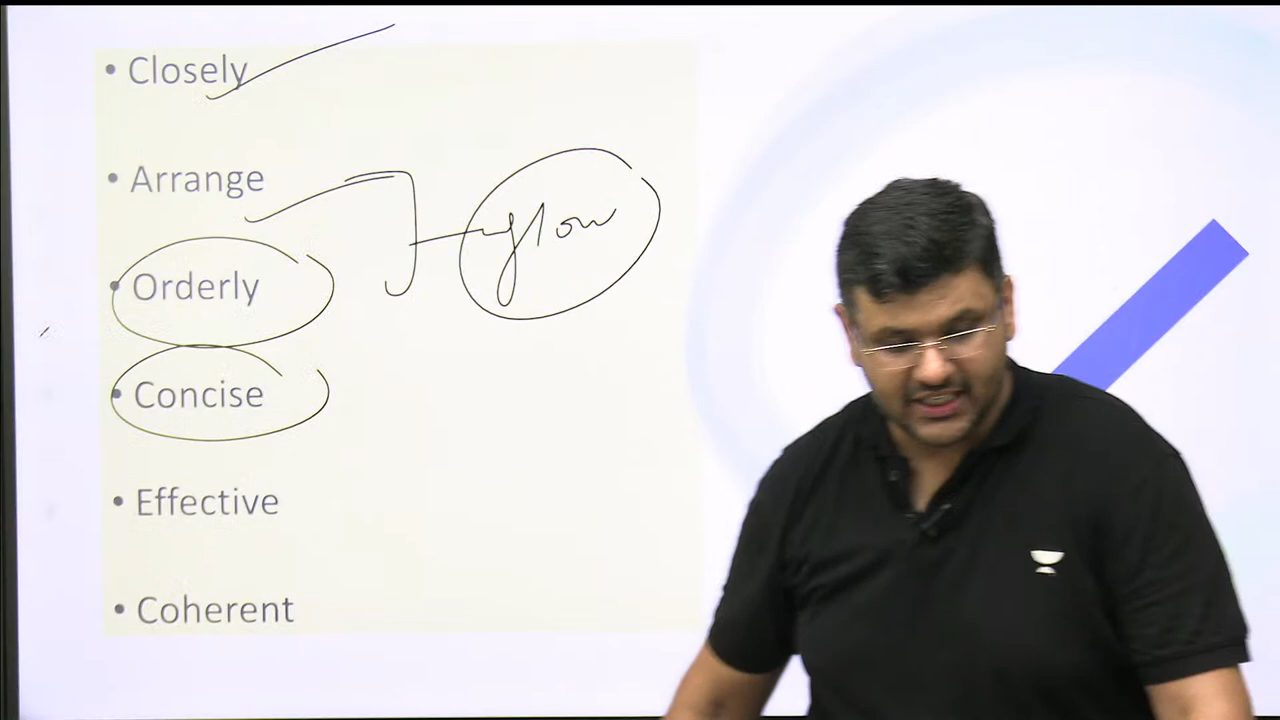 • Closely
• Arrange
flow
• Orderly
• Concise
• Effective
• Coherent